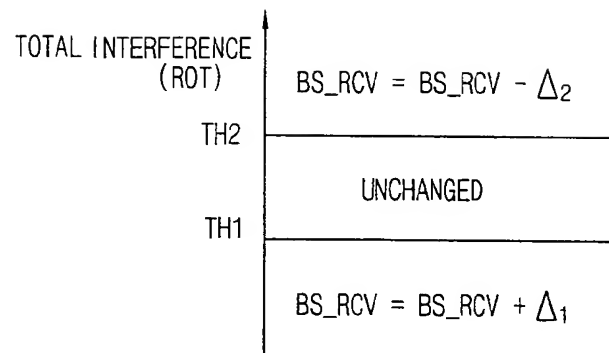 TOTAL INTERFERENCE
(ROT)
BS_RCV = BS_RCV - Δ2
TH2
UNCHANGED
TH1
BS_RCV = BS_RCV + Δ1